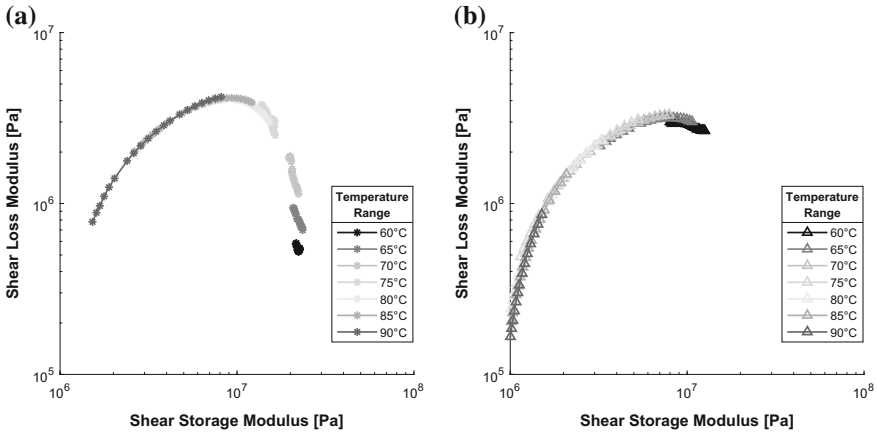 (a)
10^7
10^6
10^5
Shear Loss Modulus [Pa]
10^6
10^7
10^8
Shear Storage Modulus [Pa]
Temperature
Range
60°C
65°C
70°C
75°C
80°C
85°C
90°C
(b)
10^7
10^6
10^5
Shear Loss Modulus [Pa]
10^6
10^7
10^8
Shear Storage Modulus [Pa]
Temperature
Range
60°C
65°C
70°C
75°C
80°C
85°C
90°C